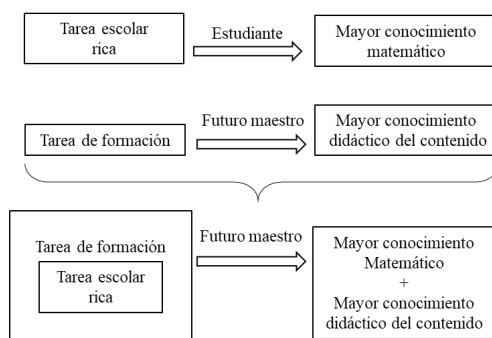 Tarea escolar
rica
Estudiante
Mayor conocimiento
matemático
Tarea de formación
Futuro maestro
Mayor conocimiento
didáctico del contenido
Tarea de formación
Tarea escolar
rica
Futuro maestro
Mayor conocimiento
Matemático
+
Mayor conocimiento
didáctico del contenido